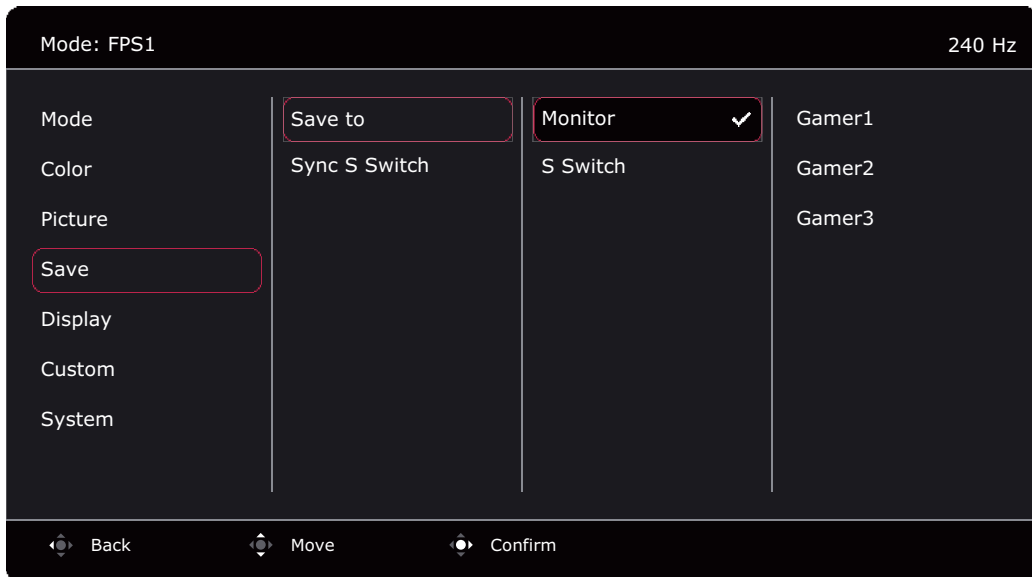 Mode: FPS1 240 Hz
Mode
Color
Picture
Save
Display
Custom
System
Save to
Sync S Switch
Monitor
S Switch
Gamer1
Gamer2
Gamer3
Back Move Confirm